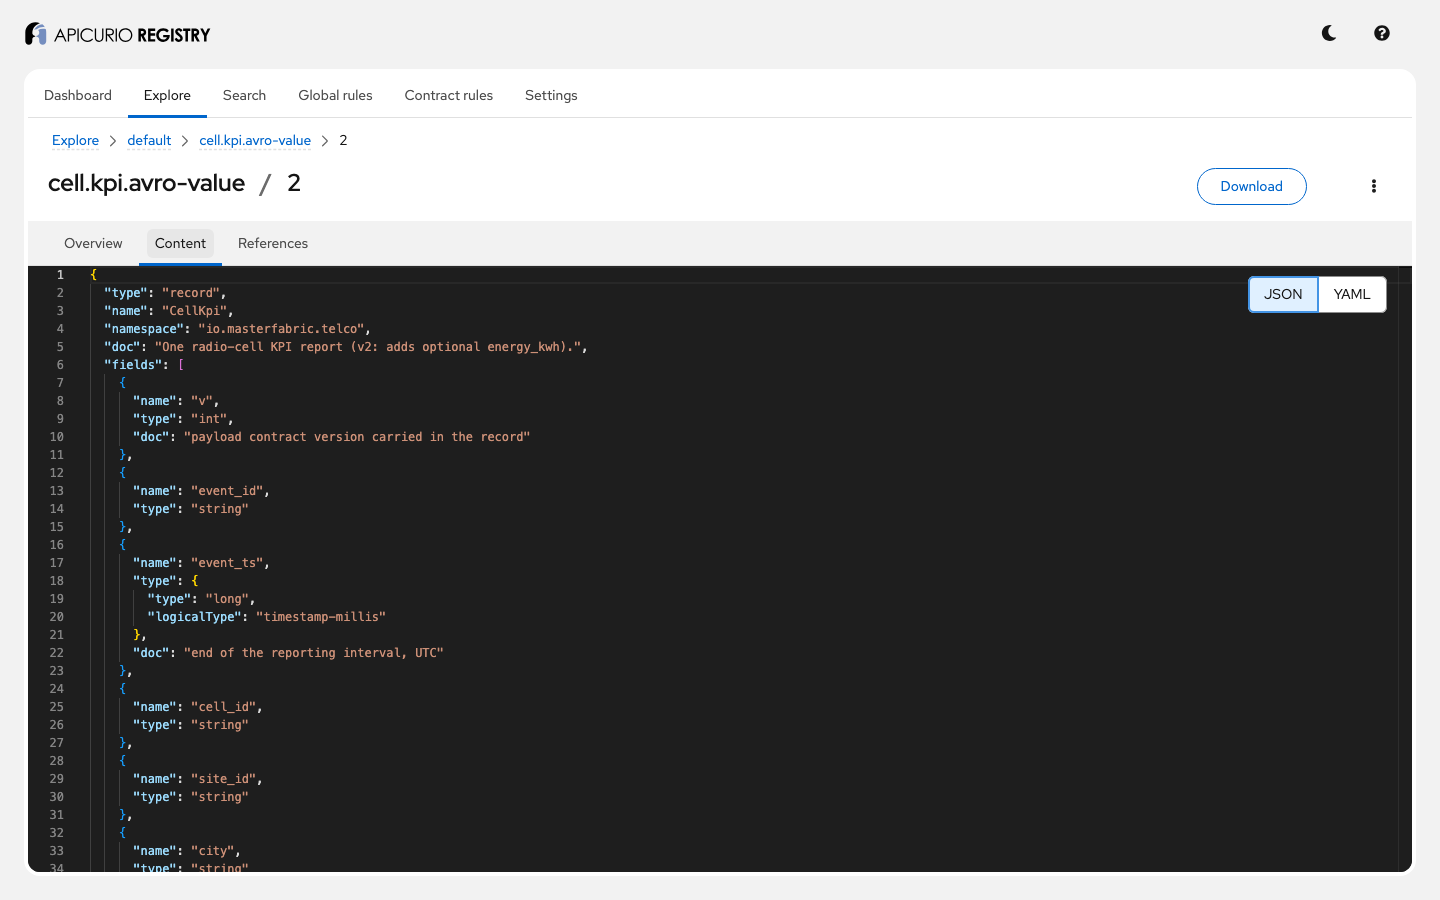 APICURIO REGISTRY
Dashboard Explore Search Global rules Contract rules Settings
Explore > default > cell.kpi.avro-value > 2
cell.kpi.avro-value / 2
Download
Overview Content References
JSON YAML
1 {
2 "type": "record",
3 "name": "CellKpi",
4 "namespace": "io.masterfabric.telco",
5 "doc": "One radio-cell KPI report (v2: adds optional energy_kwh).",
6 "fields": [
7 {
8 "name": "v",
9 "type": "int",
10 "doc": "payload contract version carried in the record"
11 },
12 {
13 "name": "event_id",
14 "type": "string"
15 },
16 {
17 "name": "event_ts",
18 "type": {
19 "type": "long",
20 "logicalType": "timestamp-millis"
21 },
22 "doc": "end of the reporting interval, UTC"
23 },
24 {
25 "name": "cell_id",
26 "type": "string"
27 },
28 {
29 "name": "site_id",
30 "type": "string"
31 },
32 {
33 "name": "city",
34 "type": "string"